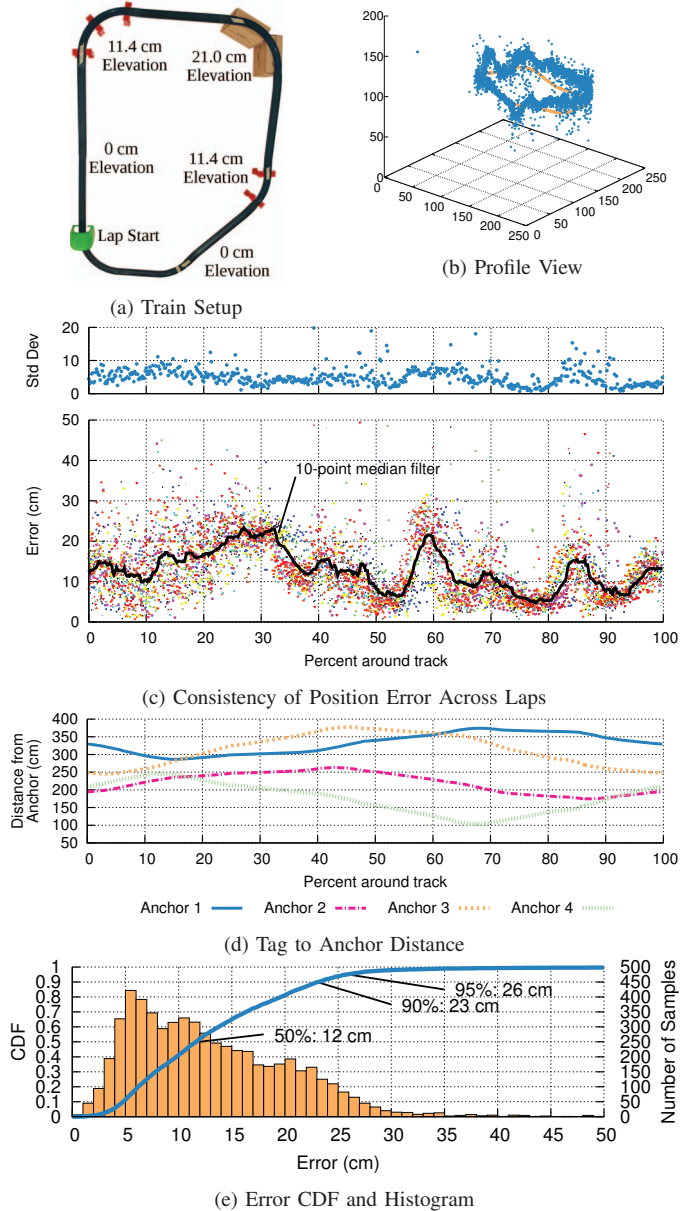 11.4 cm
Elevation
21.0 cm
Elevation
0 cm
Elevation
11.4 cm
Elevation
Lap Start
0 cm
Elevation
(a) Train Setup
200
150
100
50
0
0
50
100
150
200
250
0
50
100
150
200
250
(b) Profile View
Std Dev
20
10
0
Error (cm)
50
40
30
20
10
0
10-point median filter
0 10 20 30 40 50 60 70 80 90 100
Percent around track
(c) Consistency of Position Error Across Laps
Distance from
Anchor (cm)
400
350
300
250
200
150
100
50
0 10 20 30 40 50 60 70 80 90 100
Percent around track
Anchor 1 Anchor 2 Anchor 3 Anchor 4
(d) Tag to Anchor Distance
CDF
1
0.9
0.8
0.7
0.6
0.5
0.4
0.3
0.2
0.1
0
95%: 26 cm
90%: 23 cm
50%: 12 cm
500
450
400
350
300
250
200
150
100
50
0
Number of Samples
0 5 10 15 20 25 30 35 40 45 50
Error (cm)
(e) Error CDF and Histogram